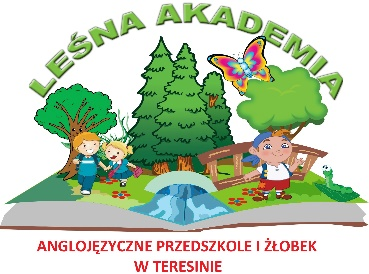 LEŚNA AKADEMIA
ANGLOJĘZYCZNE PRZEDSZKOLE I ŻŁOBEK
W TERESINIE